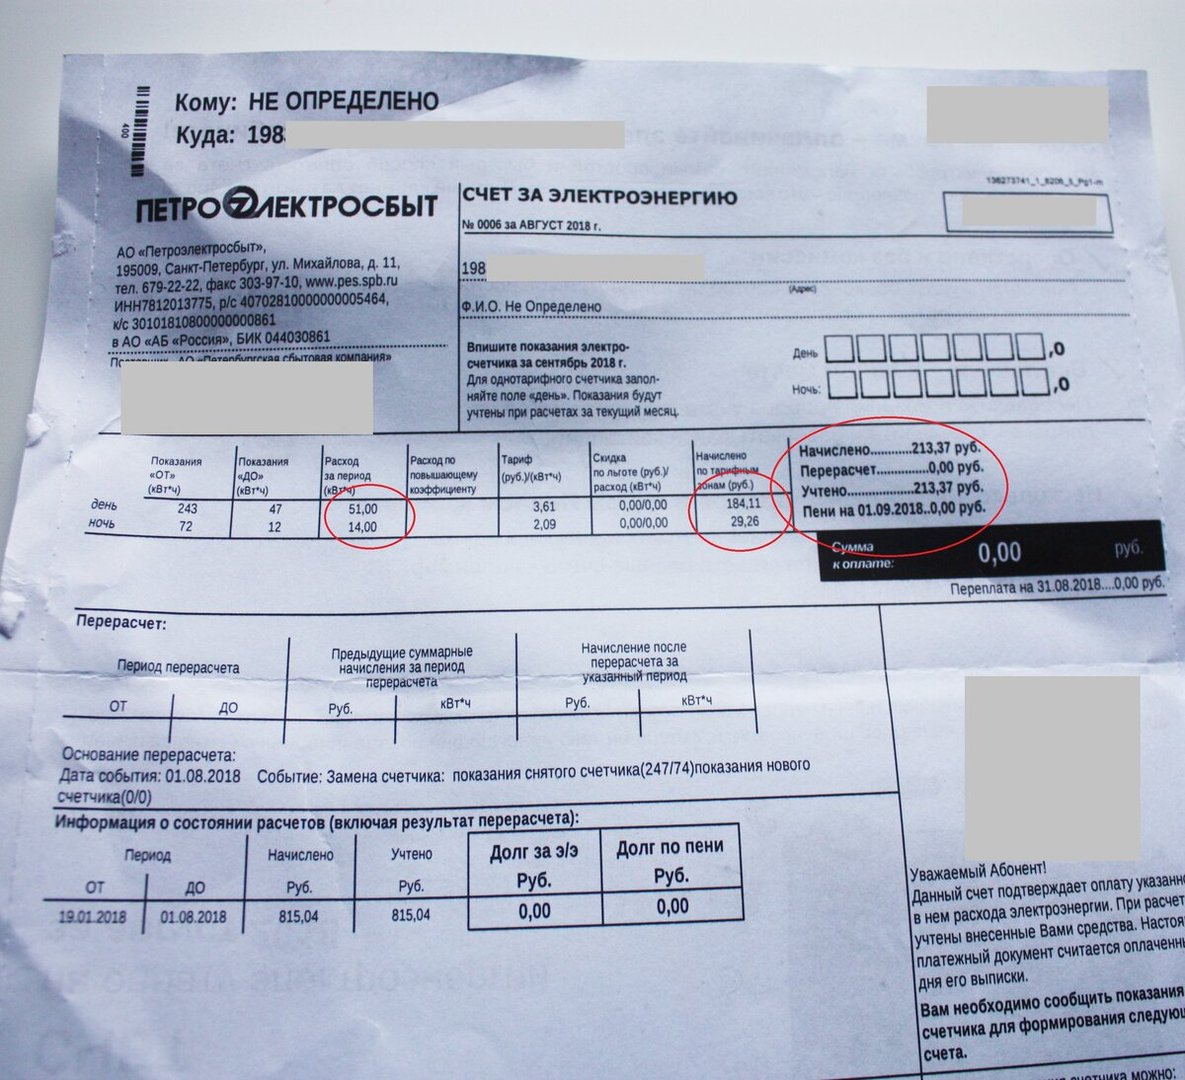 400
Кому: НЕ ОПРЕДЕЛЕНО
Куда: 198
ПЕТРОЭЛЕКТРОСБЫТ
АО «Петроэлектросбыт»,
195009, Санкт-Петербург, ул. Михайлова, д. 11,
тел. 679-22-22, факс 303-97-10, www.pes.spb.ru
ИНН7812013775, р/с 40702810000000005464,
к/с 30101810800000000861
в АО «АБ «Россия», БИК 044030861
АО «Петербургская сбытовая компания»
136273741_1_8206_5_Pg1-m
СЧЕТ ЗА ЭЛЕКТРОЭНЕРГИЮ
№ 0006 за АВГУСТ 2018 г.
198
(Адрес)
Ф.И.О. Не Определено
Впишите показания электро-
счетчика за сентябрь 2018 г.
Для однотарифного счетчика запол-
няйте поле «день». Показания будут
учтены при расчетах за текущий месяц.
День ,0
Ночь: ,0
Показания «ОТ» (кВт*ч) Показания «ДО» (кВт*ч) Расход за период (кВт*ч) Расход по повышающему коэффициенту Тариф (руб.)/(кВт*ч) Скидка по льготе (руб.)/ расход (кВт*ч) Начислено по тарифным зонам (руб.)
день 243 47 51,00 3,61 0,00/0,00 184,11
ночь 72 12 14,00 2,09 0,00/0,00 29,26
Начислено...........213,37 руб.
Перерасчет.............0,00 руб.
Учтено.................213,37 руб.
Пени на 01.09.2018..0,00 руб.
Сумма к оплате: 0,00 руб.
Переплата на 31.08.2018....0,00 руб.
Перерасчет:
Период перерасчета Предыдущие суммарные начисления за период перерасчета Начисление после перерасчета за указанный период
ОТ ДО Руб. кВт*ч Руб. кВт*ч
Основание перерасчета:
Дата события: 01.08.2018 Событие: Замена счетчика: показания снятого счетчика(247/74)показания нового
счетчика(0/0)
Информация о состоянии расчетов (включая результат перерасчета):
Период Начислено Учтено Долг за э/э Долг по пени
ОТ ДО Руб. Руб. Руб. Руб.
19.01.2018 01.08.2018 815,04 815,04 0,00 0,00
Уважаемый Абонент!
Данный счет подтверждает оплату указанно
в нем расхода электроэнергии. При расчет
учтены внесенные Вами средства. Настоя
платежный документ считается оплаченны
дня его выписки.
Вам необходимо сообщить показания
счетчика для формирования следую
счета.
счетчика можно: